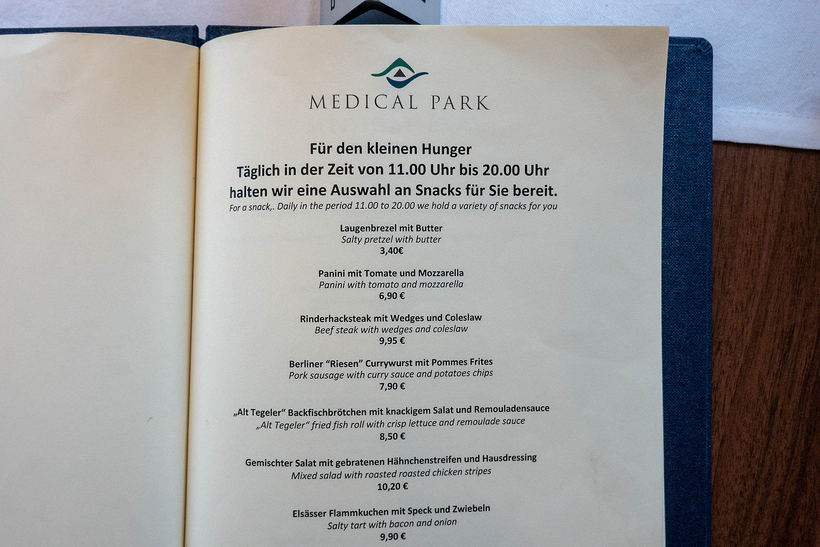 MEDICAL PARK
Für den kleinen Hunger
Täglich in der Zeit von 11.00 Uhr bis 20.00 Uhr
halten wir eine Auswahl an Snacks für Sie bereit.
For a snack,. Daily in the period 11.00 to 20.00 we hold a variety of snacks for you
Laugenbrezel mit Butter
Salty pretzel with butter
3,40€
Panini mit Tomate und Mozzarella
Panini with tomato and mozzarella
6,90 €
Rinderhacksteak mit Wedges und Coleslaw
Beef steak with wedges and coleslaw
9,95 €
Berliner “Riesen” Currywurst mit Pommes Frites
Pork sausage with curry sauce and potatoes chips
7,90 €
„Alt Tegeler“ Backfischbrötchen mit knackigem Salat und Remouladensauce
„Alt Tegeler“ fried fish roll with crisp lettuce and remoulade sauce
8,50 €
Gemischter Salat mit gebratenen Hähnchenstreifen und Hausdressing
Mixed salad with roasted roasted chicken stripes
10,20 €
Elsässer Flammkuchen mit Speck und Zwiebeln
Salty tart with bacon and onion
9,90 €